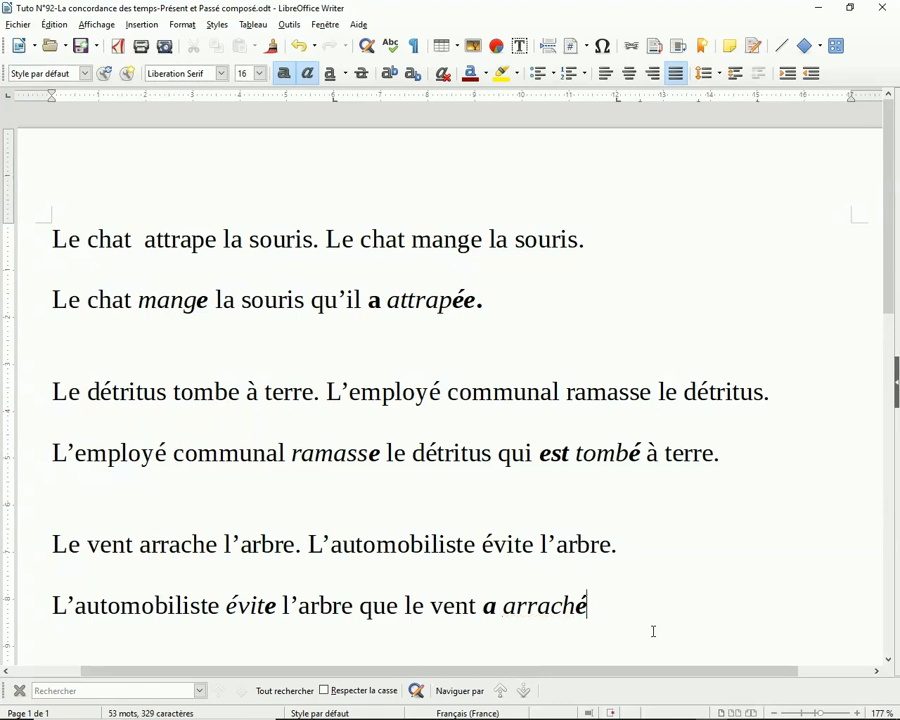 Tuto N°92-La concordance des temps-Présent et Passé composé.odt - LibreOffice Writer
Fichier Édition Affichage Insertion Format Styles Tableau Outils Fenêtre Aide
Style par défaut Liberation Serif 16
Le chat  attrape la souris. Le chat mange la souris.
Le chat mange la souris qu’il a attrapée.
Le détritus tombe à terre. L’employé communal ramasse le détritus.
L’employé communal ramasse le détritus qui est tombé à terre.
Le vent arrache l’arbre. L’automobiliste évite l’arbre.
L’automobiliste évite l’arbre que le vent a arraché
Rechercher Tout rechercher Respecter la casse Naviguer par
Page 1 de 1 53 mots, 329 caractères Style par défaut Français (France) 177 %